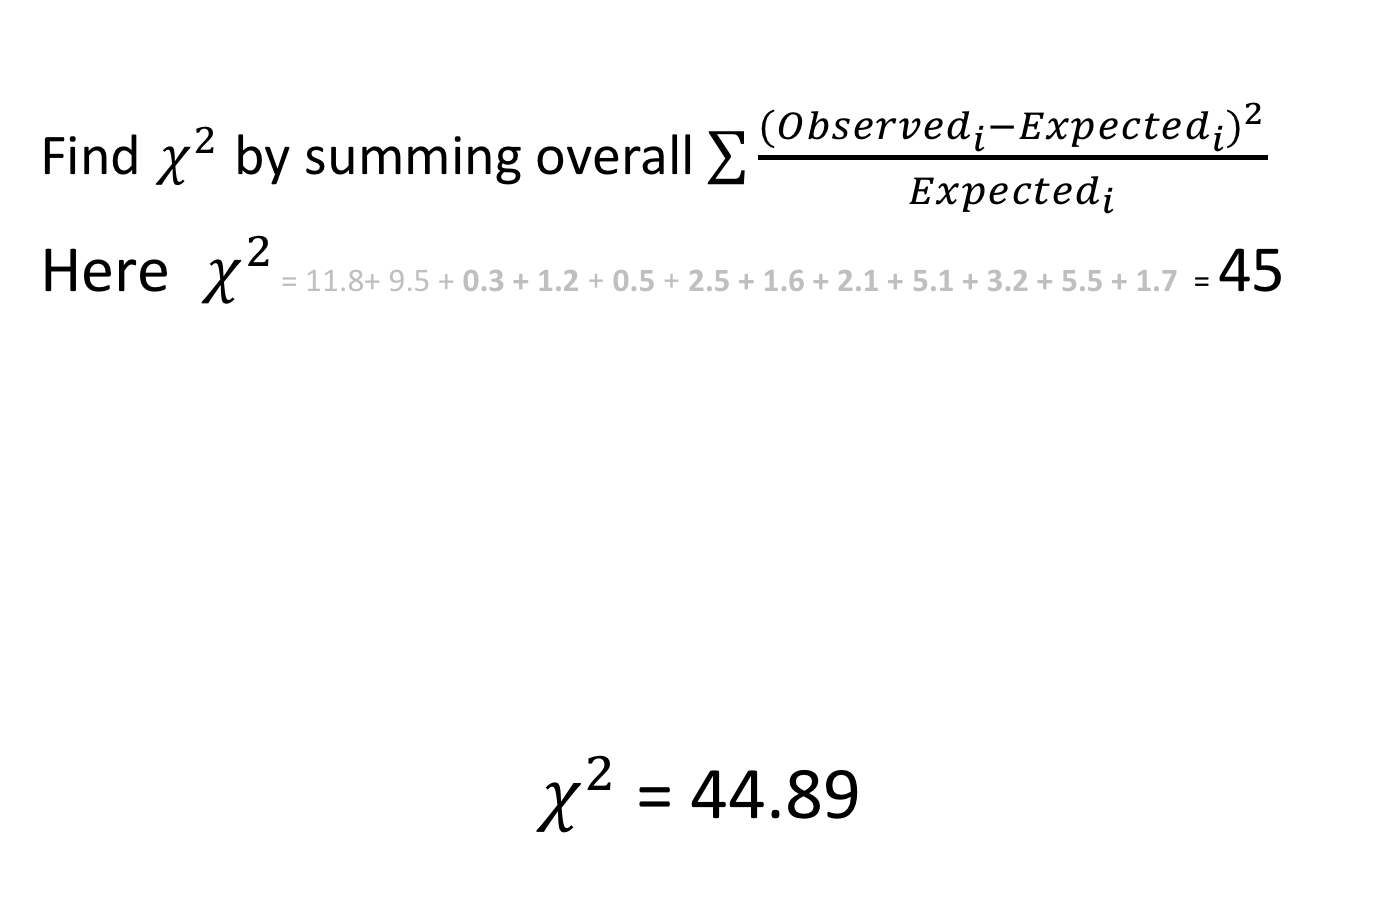 Find χ² by summing overall ∑ (Observedᵢ−Expectedᵢ)² / Expectedᵢ
Here χ² = 11.8+ 9.5 + 0.3 + 1.2 + 0.5 + 2.5 + 1.6 + 2.1 + 5.1 + 3.2 + 5.5 + 1.7 = 45
χ² = 44.89